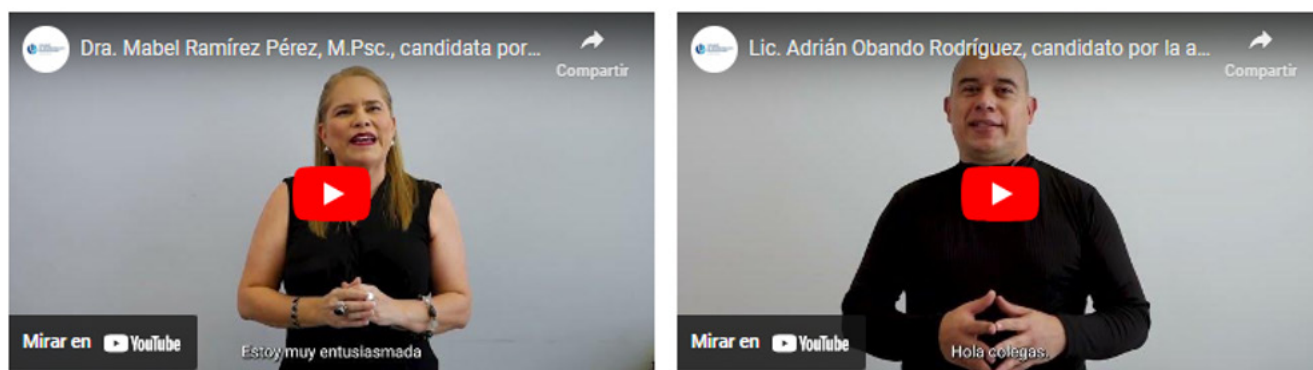 Dra. Mabel Ramírez Pérez, M.Psc., candidata por...
Compartir
Mirar en YouTube
Estoy muy entusiasmada
Lic. Adrián Obando Rodríguez, candidato por la a...
Compartir
Mirar en YouTube
Hola colegas.